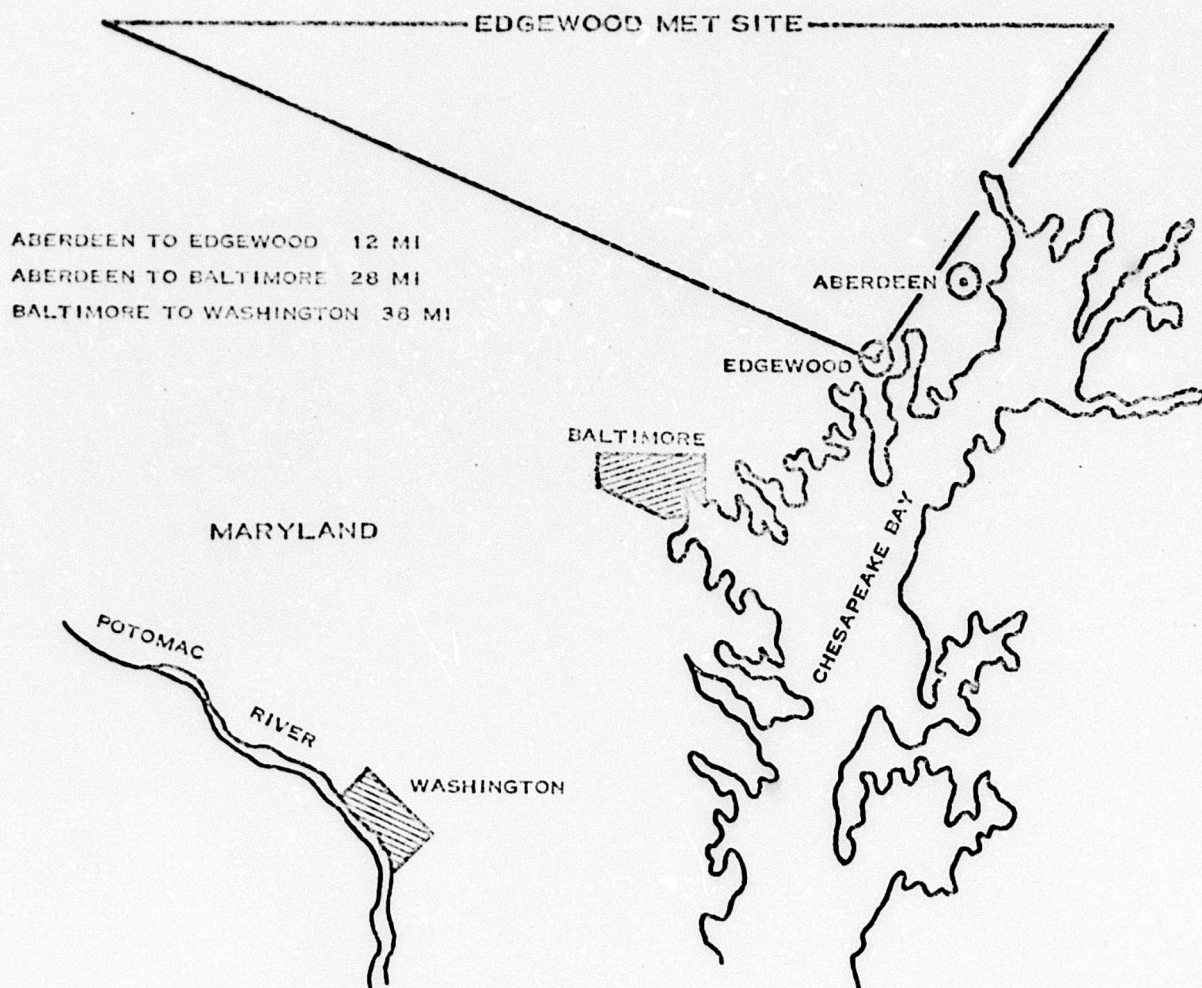 EDGEWOOD MET SITE
ABERDEEN TO EDGEWOOD 12 MI
ABERDEEN TO BALTIMORE 28 MI
BALTIMORE TO WASHINGTON 38 MI
ABERDEEN
EDGEWOOD
BALTIMORE
MARYLAND
CHESAPEAKE BAY
POTOMAC
RIVER
WASHINGTON